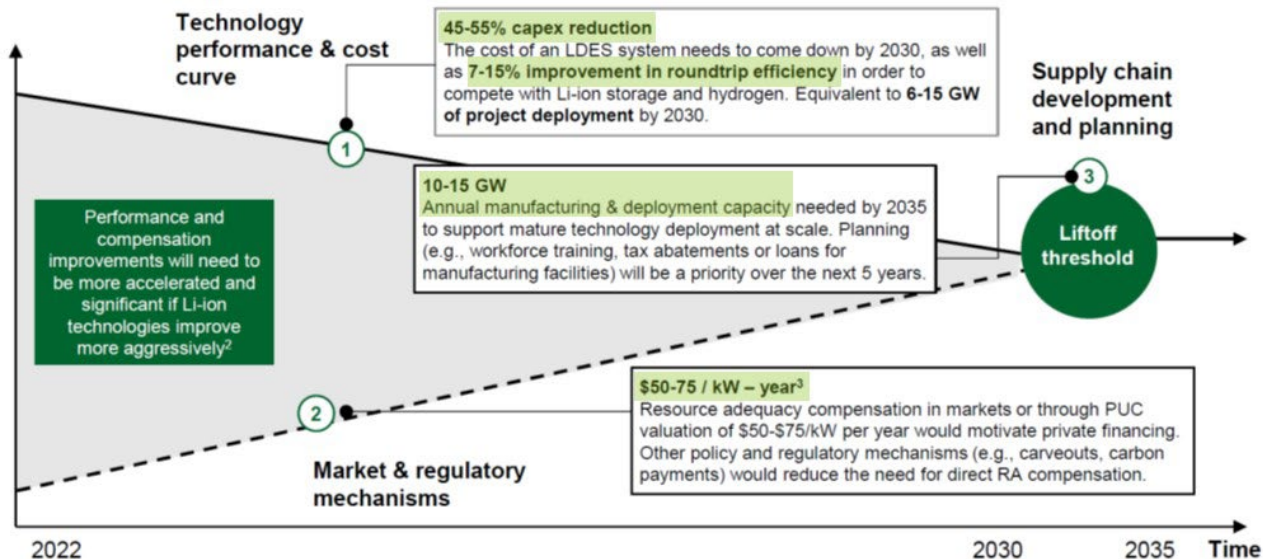 Technology
performance & cost
curve
45-55% capex reduction
The cost of an LDES system needs to come down by 2030, as well
as 7-15% improvement in roundtrip efficiency in order to
compete with Li-ion storage and hydrogen. Equivalent to 6-15 GW
of project deployment by 2030.
Supply chain
development
and planning
1
10-15 GW
Annual manufacturing & deployment capacity needed by 2035
to support mature technology deployment at scale. Planning
(e.g., workforce training, tax abatements or loans for
manufacturing facilities) will be a priority over the next 5 years.
3
Liftoff
threshold
Performance and
compensation
improvements will need to
be more accelerated and
significant if Li-ion
technologies improve
more aggressively²
2
$50-75 / kW – year³
Resource adequacy compensation in markets or through PUC
valuation of $50-$75/kW per year would motivate private financing.
Other policy and regulatory mechanisms (e.g., carveouts, carbon
payments) would reduce the need for direct RA compensation.
Market & regulatory
mechanisms
2022
2030
2035
Time